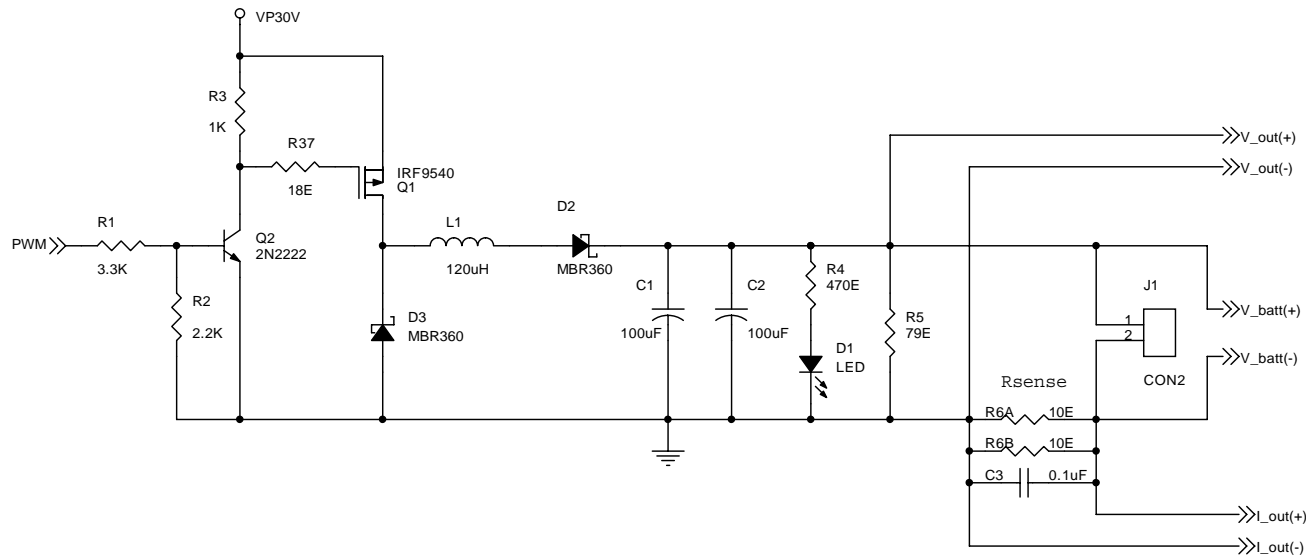 VP30V
R3
1K
R37
18E
IRF9540
Q1
V_out(+)
V_out(-)
PWM
R1
3.3K
Q2
2N2222
L1
120uH
D2
MBR360
R2
2.2K
D3
MBR360
C1
100uF
C2
100uF
R4
470E
D1
LED
R5
79E
J1
1
2
CON2
V_batt(+)
V_batt(-)
Rsense
R6A 10E
R6B 10E
C3 0.1uF
I_out(+)
I_out(-)